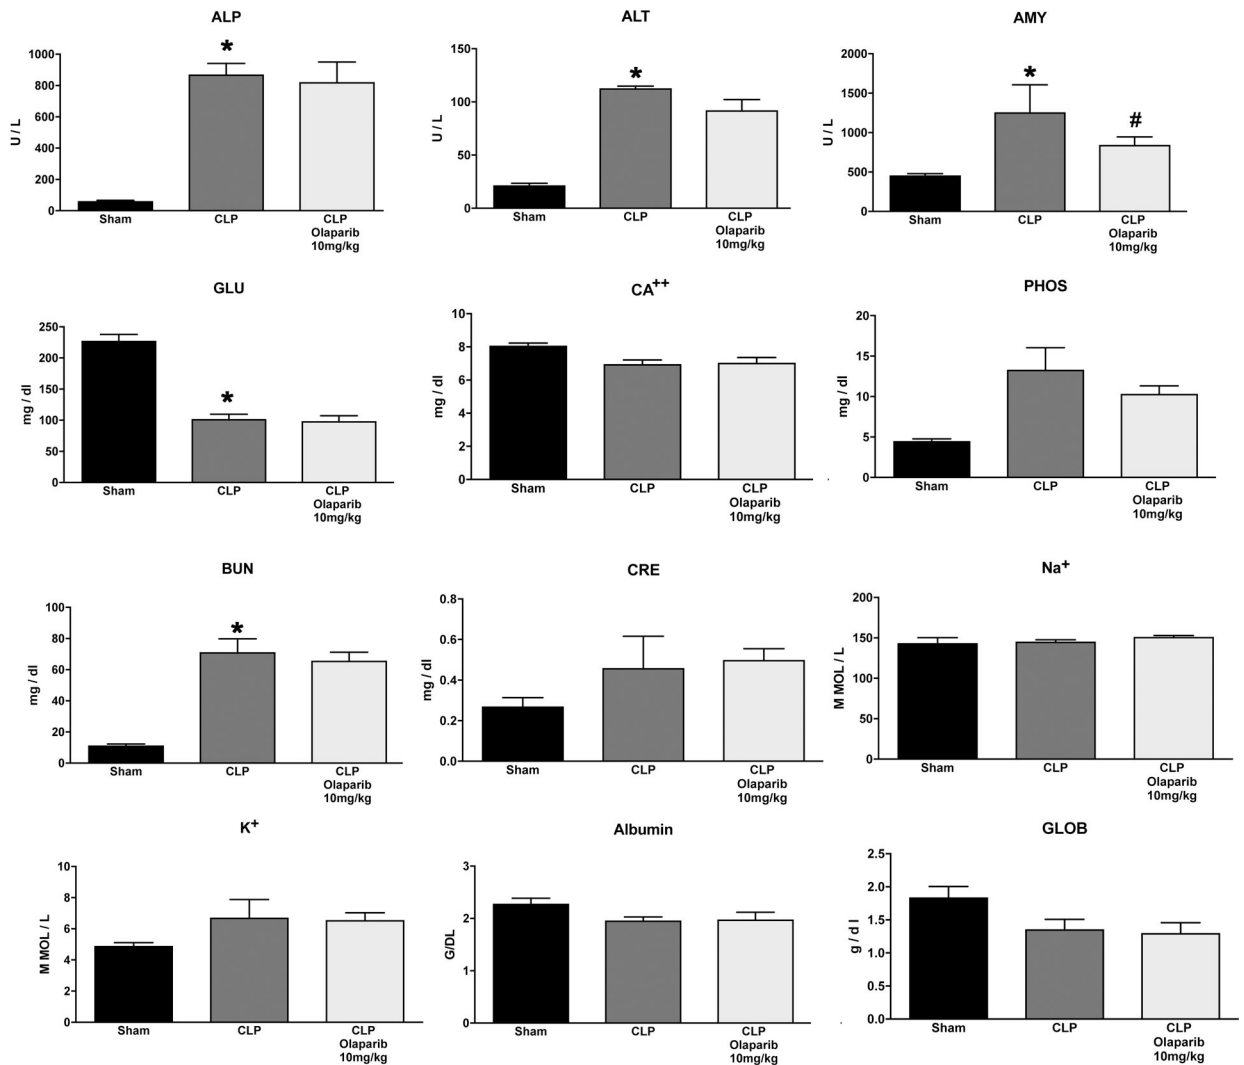 ALP
*
1000
800
600
400
200
0
U / L
Sham
CLP
CLP
Olaparib
10mg/kg
ALT
*
150
100
50
0
U / L
Sham
CLP
CLP
Olaparib
10mg/kg
AMY
*
#
2000
1500
1000
500
0
U / L
Sham
CLP
CLP
Olaparib
10mg/kg
GLU
*
250
200
150
100
50
0
mg / dl
Sham
CLP
CLP
Olaparib
10mg/kg
CA++
10
8
6
4
2
0
mg / dl
Sham
CLP
CLP
Olaparib
10mg/kg
PHOS
20
15
10
5
0
mg / dl
Sham
CLP
CLP
Olaparib
10mg/kg
BUN
*
100
80
60
40
20
0
mg / dl
Sham
CLP
CLP
Olaparib
10mg/kg
CRE
0.8
0.6
0.4
0.2
0.0
mg / dl
Sham
CLP
CLP
Olaparib
10mg/kg
Na+
200
150
100
50
0
M MOL / L
Sham
CLP
CLP
Olaparib
10mg/kg
K+
10
8
6
4
2
0
M MOL / L
Sham
CLP
CLP
Olaparib
10mg/kg
Albumin
3
2
1
0
G/DL
Sham
CLP
CLP
Olaparib
10mg/kg
GLOB
2.5
2.0
1.5
1.0
0.5
0.0
g / d l
Sham
CLP
CLP
Olaparib
10mg/kg